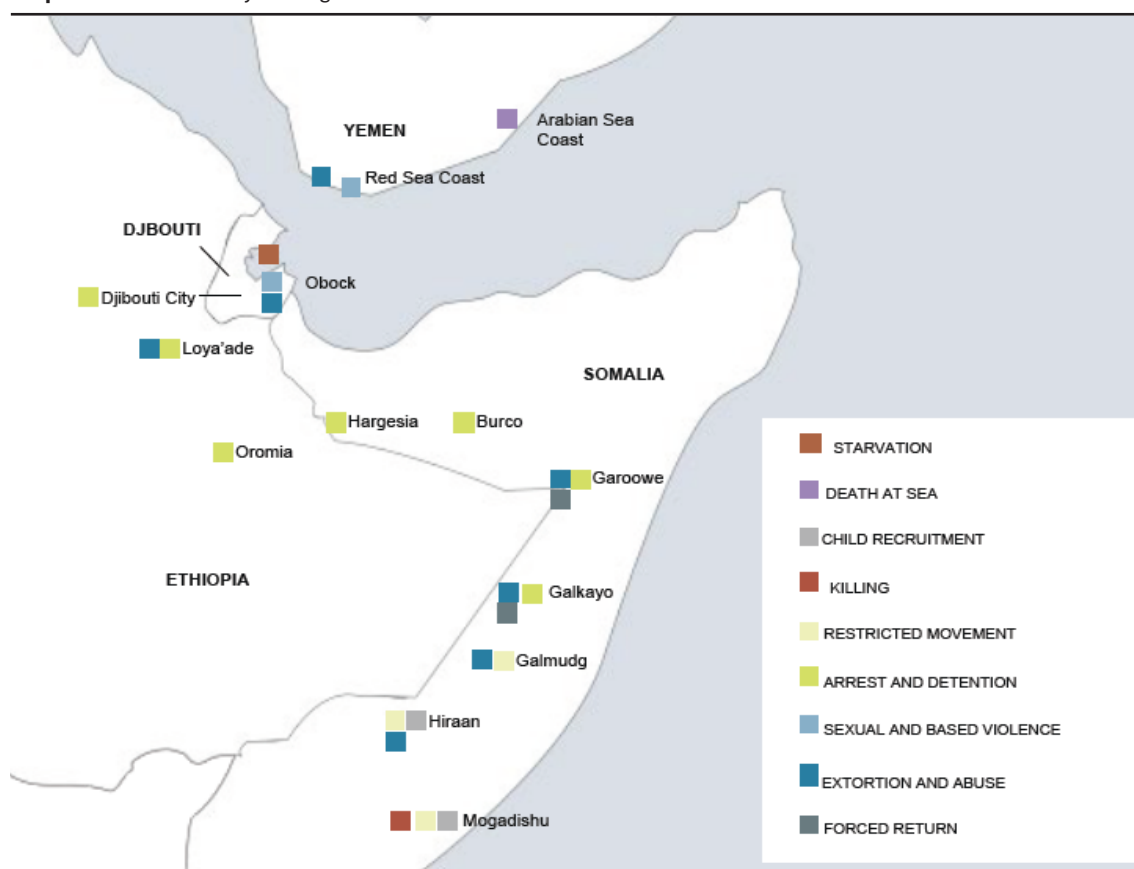 YEMEN
Arabian Sea
Coast
Red Sea Coast
DJBOUTI
Obock
Djibouti City
Loya'ade
SOMALIA
Hargesia
Burco
Oromia
Garoowe
ETHIOPIA
Galkayo
Galmudg
Hiraan
Mogadishu
STARVATION
DEATH AT SEA
CHILD RECRUITMENT
KILLING
RESTRICTED MOVEMENT
ARREST AND DETENTION
SEXUAL AND BASED VIOLENCE
EXTORTION AND ABUSE
FORCED RETURN